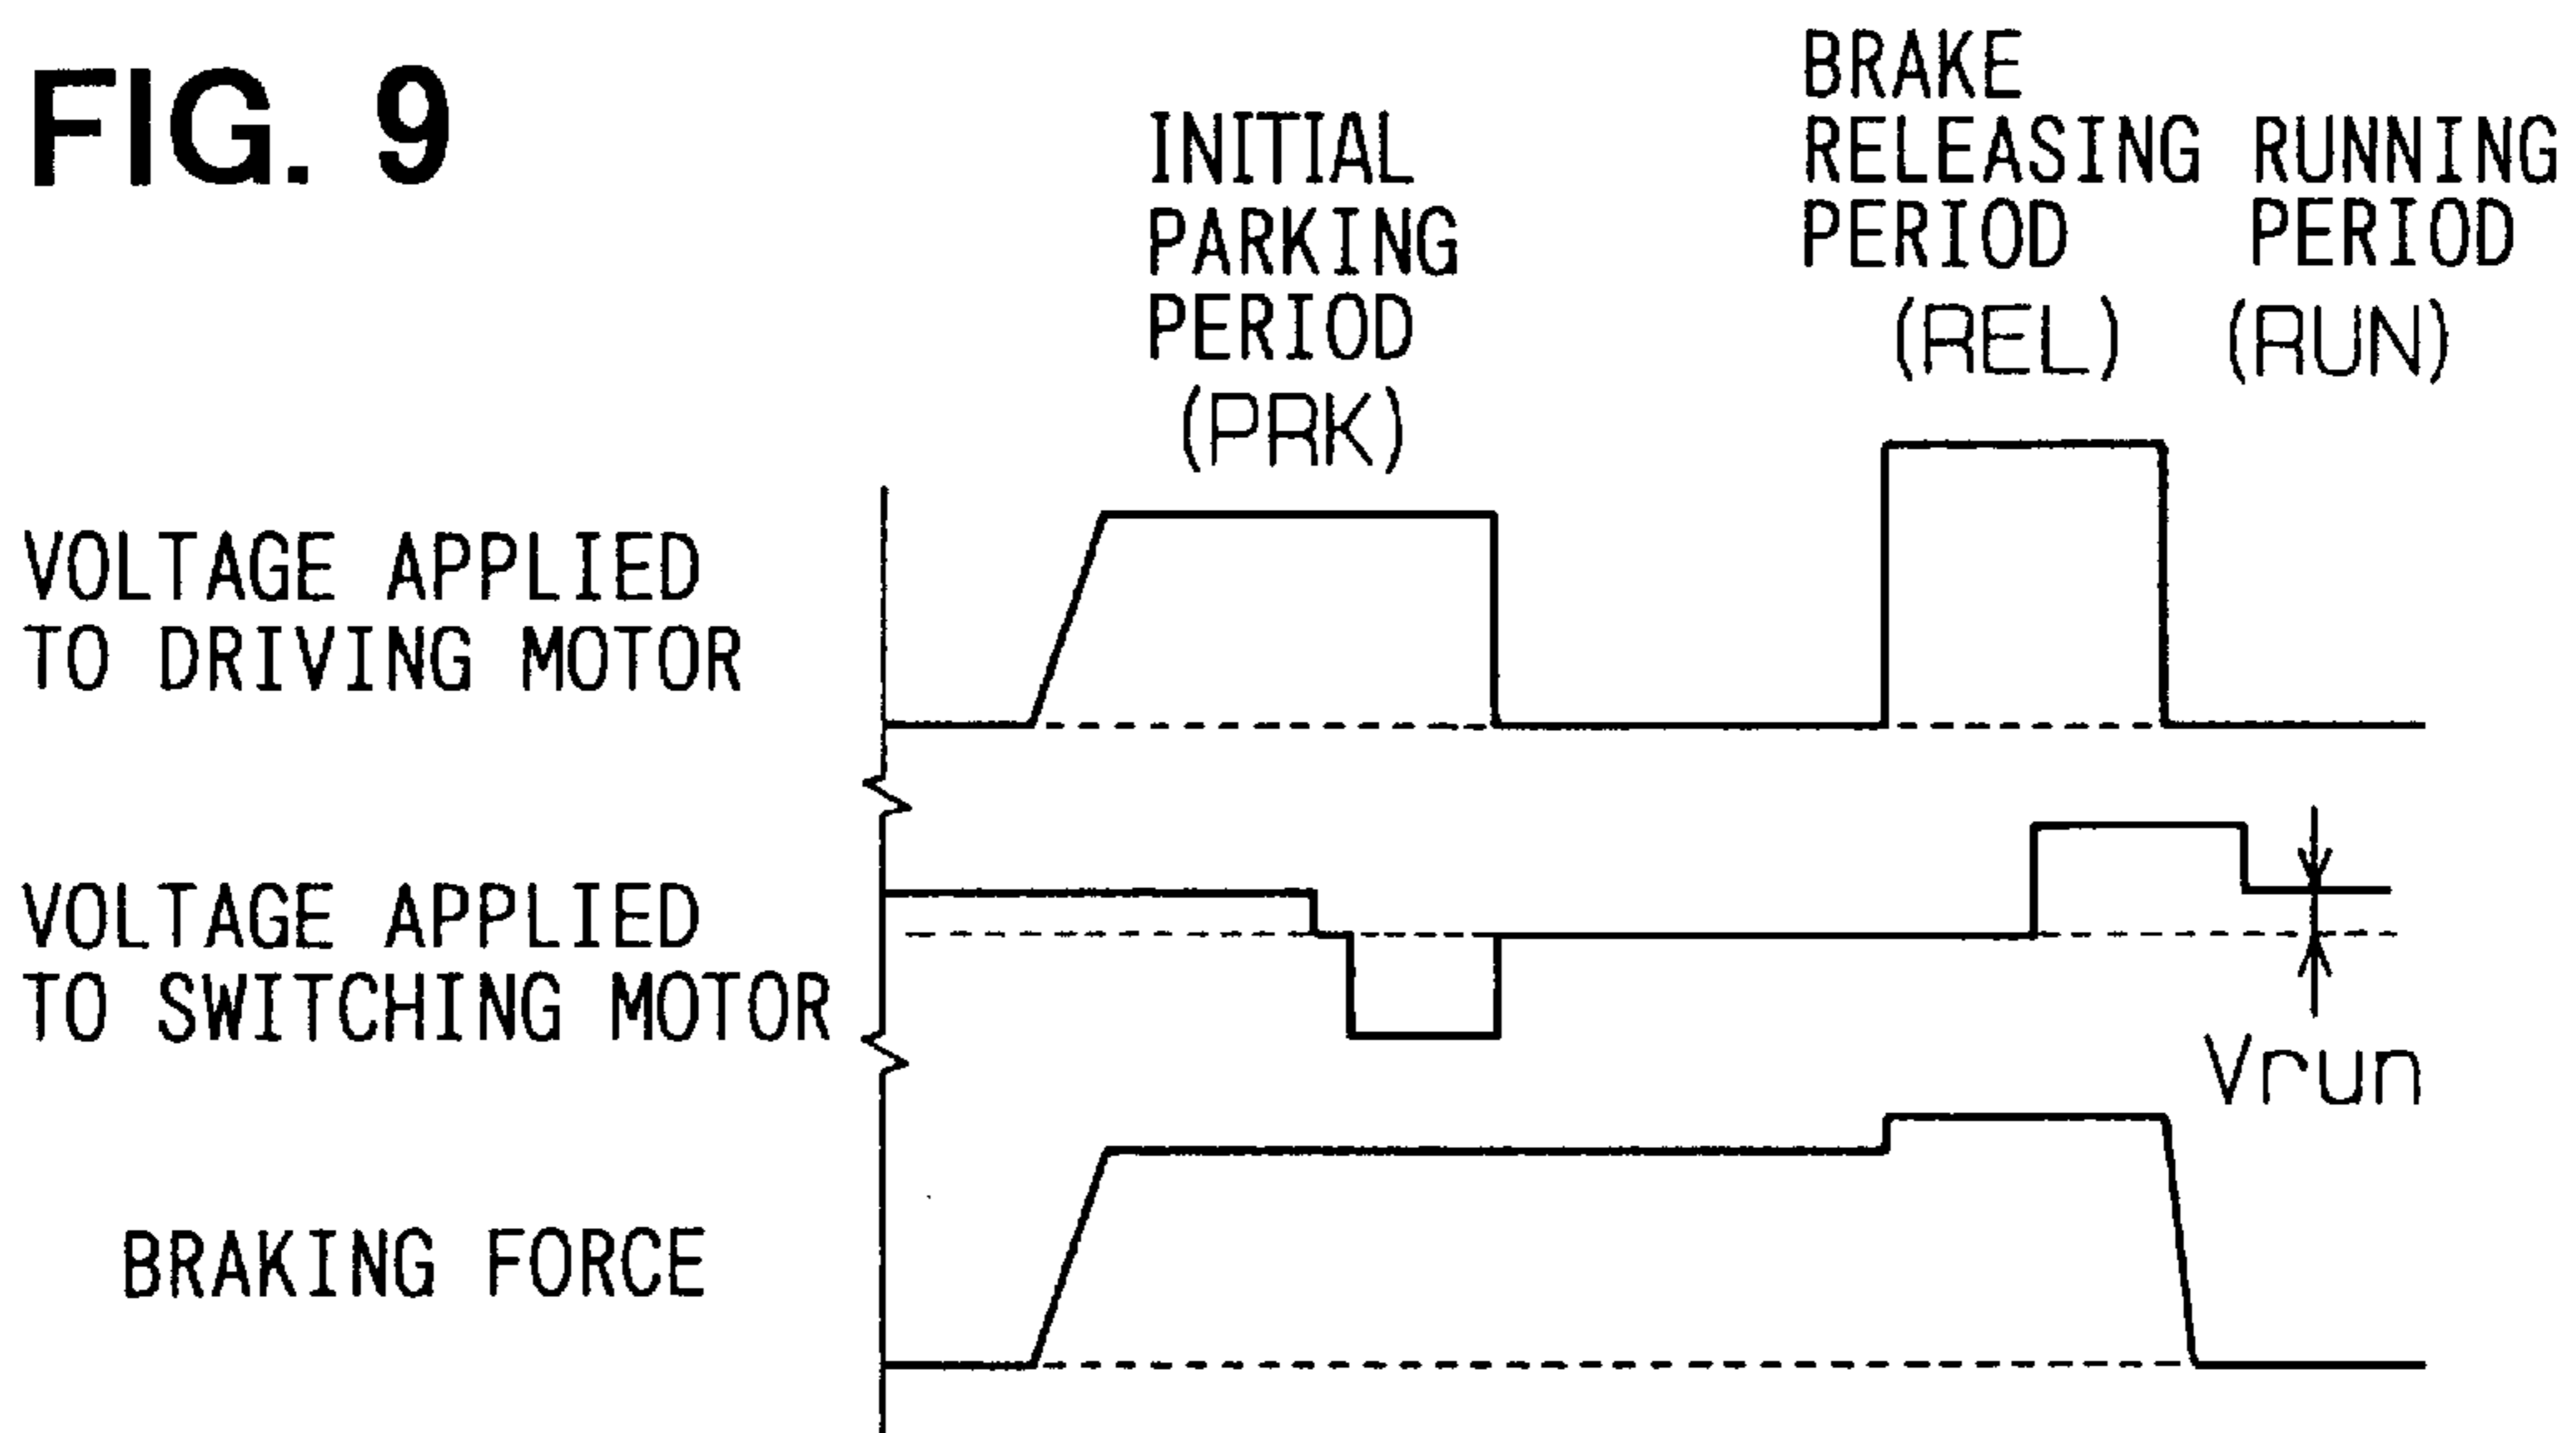 FIG. 9
INITIAL
PARKING
PERIOD
(PRK)
BRAKE
RELEASING
PERIOD
(REL)
RUNNING
PERIOD
(RUN)
VOLTAGE APPLIED
TO DRIVING MOTOR
VOLTAGE APPLIED
TO SWITCHING MOTOR
Vrun
BRAKING FORCE